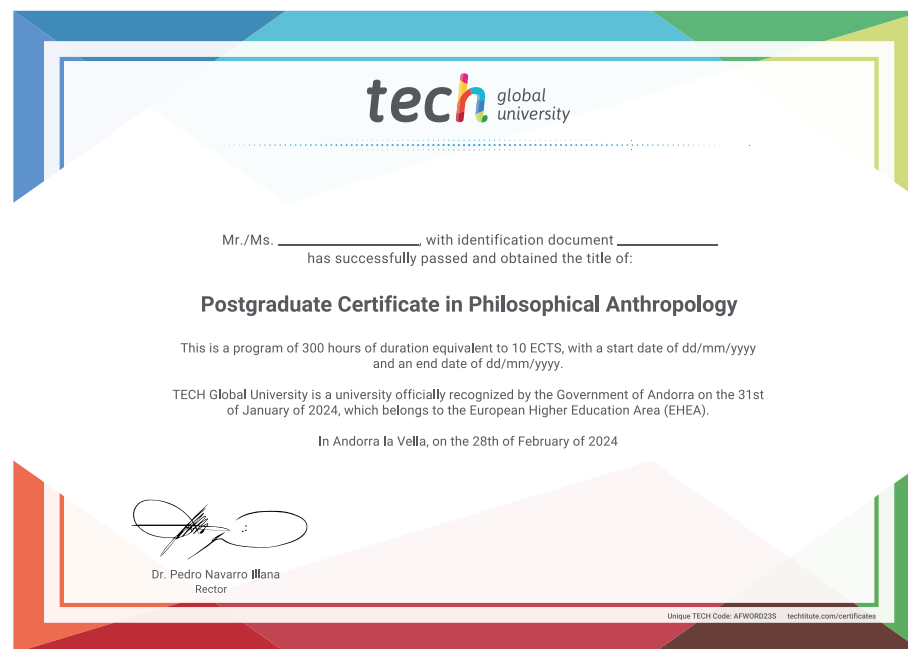 tech global university
Mr./Ms. ____________________, with identification document ______________
has successfully passed and obtained the title of:
Postgraduate Certificate in Philosophical Anthropology
This is a program of 300 hours of duration equivalent to 10 ECTS, with a start date of dd/mm/yyyy
and an end date of dd/mm/yyyy.
TECH Global University is a university officially recognized by the Government of Andorra on the 31st
of January of 2024, which belongs to the European Higher Education Area (EHEA).
In Andorra la Vella, on the 28th of February of 2024
Dr. Pedro Navarro Illana
Rector
Unique TECH Code: AFWORD23S techtitute.com/certificates